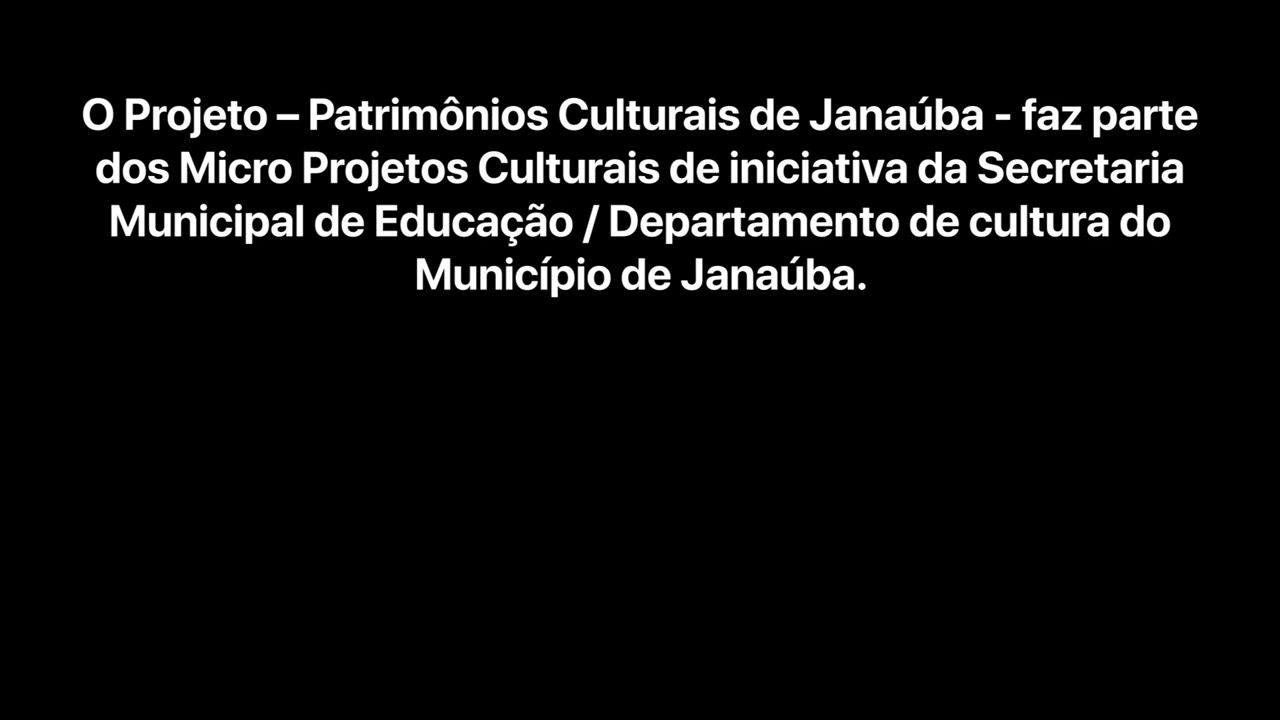 O Projeto – Patrimônios Culturais de Janaúba - faz parte
dos Micro Projetos Culturais de iniciativa da Secretaria
Municipal de Educação / Departamento de cultura do
Município de Janaúba.